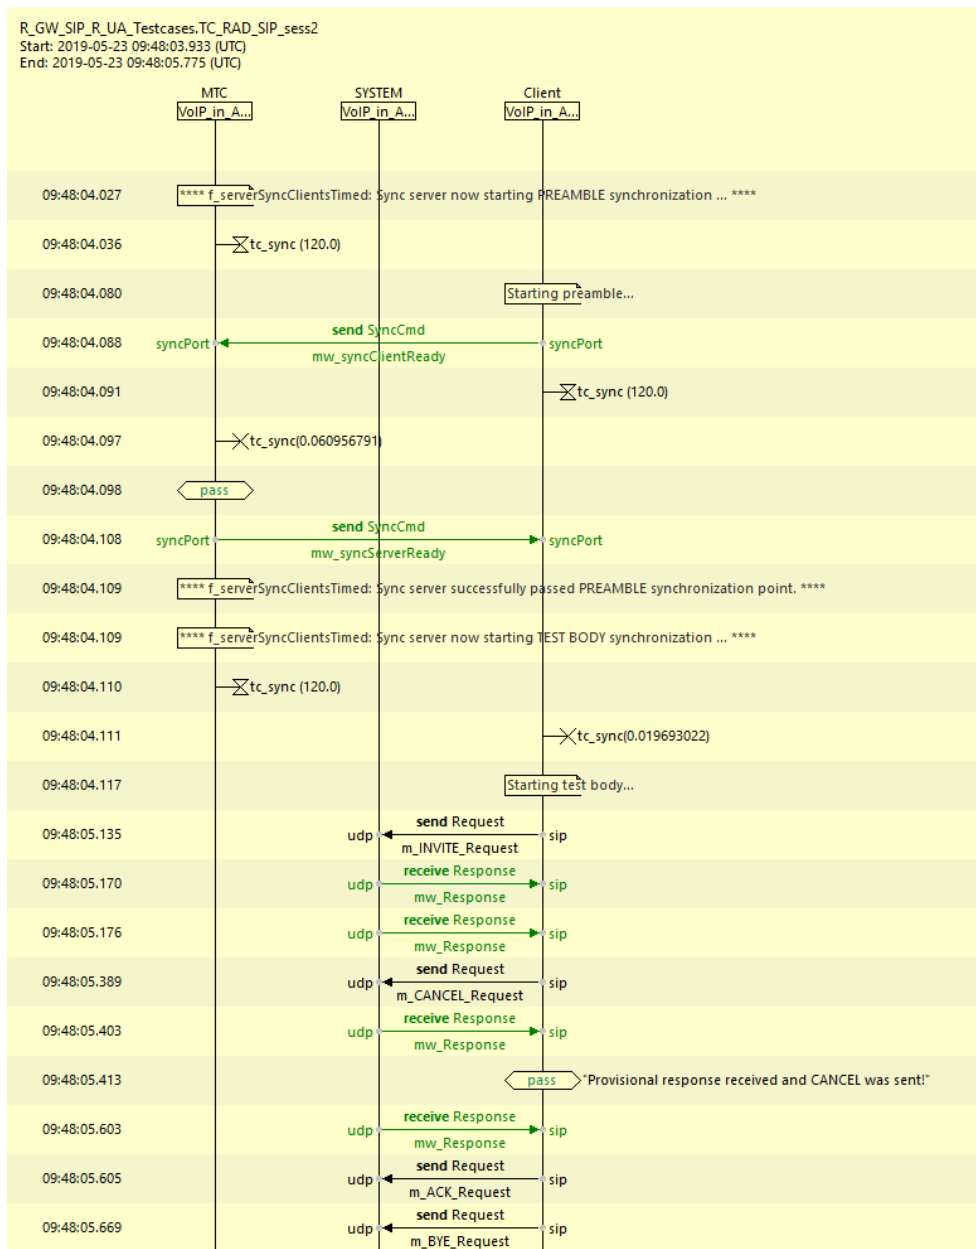 R_GW_SIP_R_UA_Testcases.TC_RAD_SIP_sess2
Start: 2019-05-23 09:48:03.933 (UTC)
End: 2019-05-23 09:48:05.775 (UTC)
MTC SYSTEM Client
VoIP_in_A... VoIP_in_A... VoIP_in_A...
09:48:04.027 **** f_serverSyncClientsTimed: Sync server now starting PREAMBLE synchronization ... ****
09:48:04.036 tc_sync (120.0)
09:48:04.080 Starting preamble...
send SyncCmd
09:48:04.088 syncPort syncPort
mw_syncClientReady
09:48:04.091 tc_sync (120.0)
09:48:04.097 tc_sync(0.060956791)
09:48:04.098 pass
send SyncCmd
09:48:04.108 syncPort syncPort
mw_syncServerReady
09:48:04.109 **** f_serverSyncClientsTimed: Sync server successfully passed PREAMBLE synchronization point. ****
09:48:04.109 **** f_serverSyncClientsTimed: Sync server now starting TEST BODY synchronization ... ****
09:48:04.110 tc_sync (120.0)
09:48:04.111 tc_sync(0.019693022)
09:48:04.117 Starting test body...
send Request
09:48:05.135 udp sip
m_INVITE_Request
receive Response
09:48:05.170 udp sip
mw_Response
receive Response
09:48:05.176 udp sip
mw_Response
send Request
09:48:05.389 udp sip
m_CANCEL_Request
receive Response
09:48:05.403 udp sip
mw_Response
09:48:05.413 pass "Provisional response received and CANCEL was sent!"
receive Response
09:48:05.603 udp sip
mw_Response
send Request
09:48:05.605 udp sip
m_ACK_Request
send Request
09:48:05.669 udp sip
m_BYE_Request